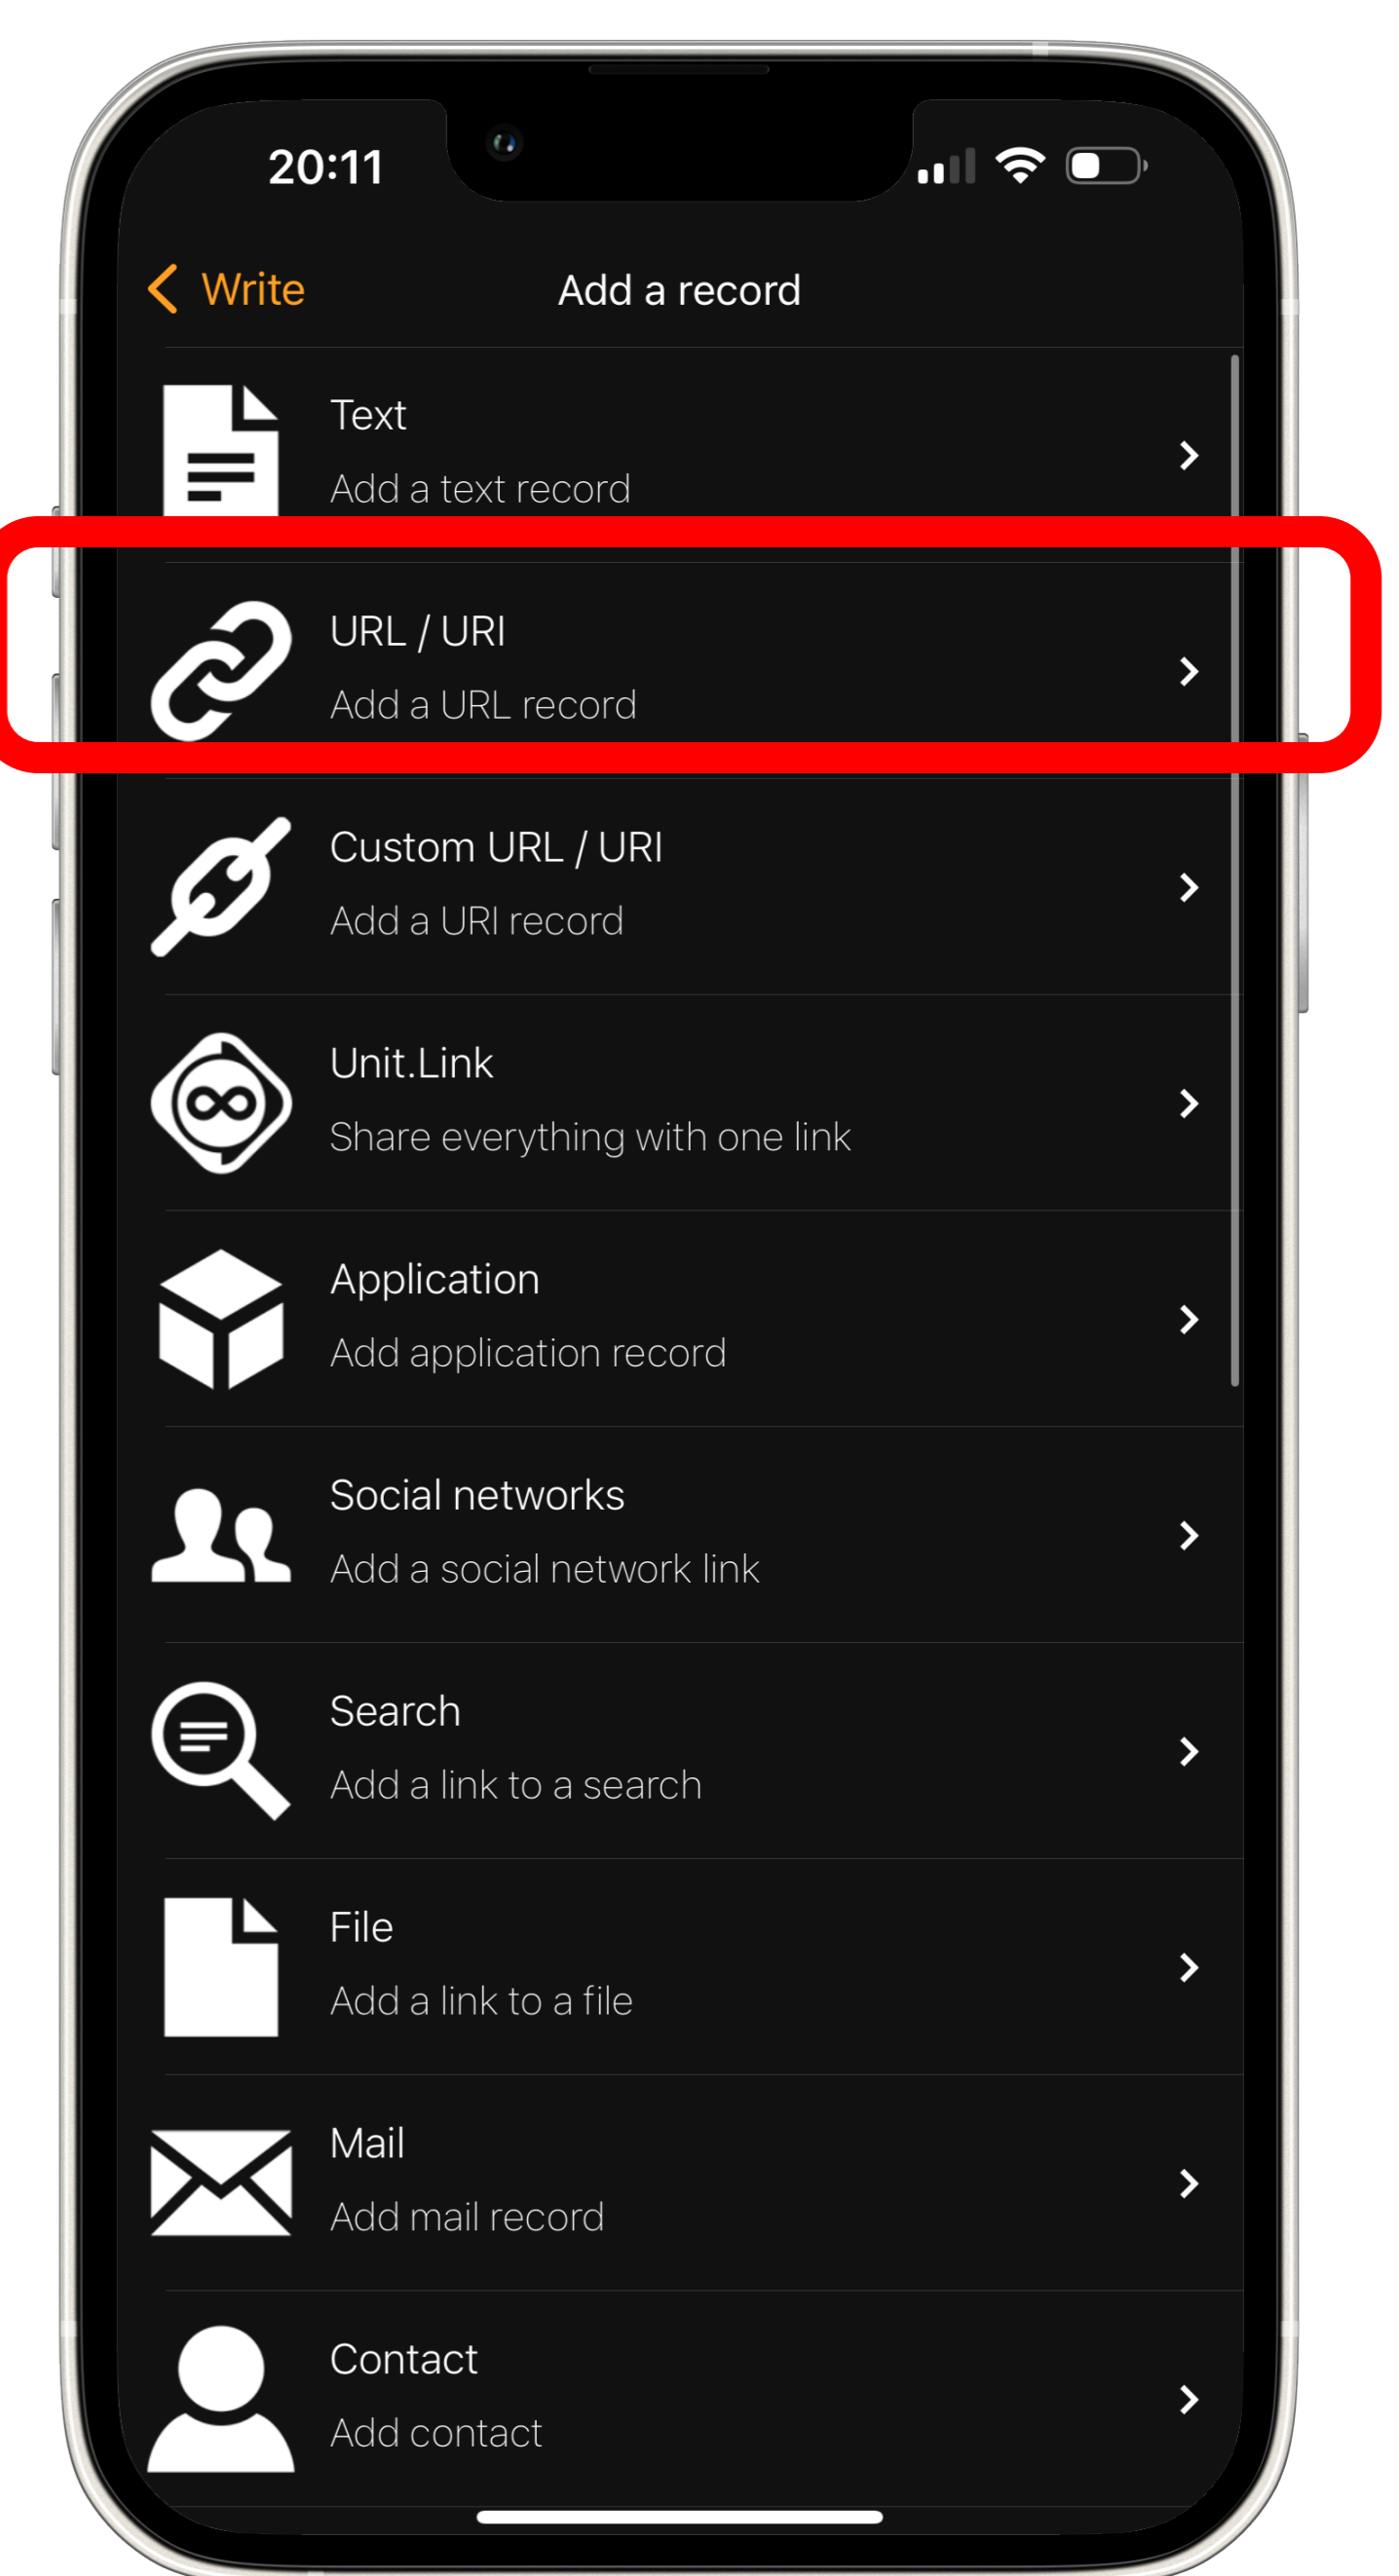 20:11
Write
Add a record
Text
Add a text record
URL / URI
Add a URL record
Custom URL / URI
Add a URI record
Unit.Link
Share everything with one link
Application
Add application record
Social networks
Add a social network link
Search
Add a link to a search
File
Add a link to a file
Mail
Add mail record
Contact
Add contact